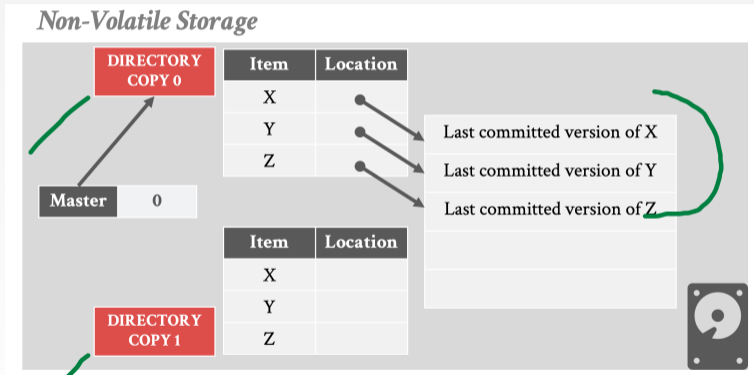 Non-Volatile Storage
DIRECTORY
COPY 0
Item Location
X
Y
Z
Last committed version of X
Last committed version of Y
Last committed version of Z
Master 0
Item Location
X
Y
Z
DIRECTORY
COPY 1